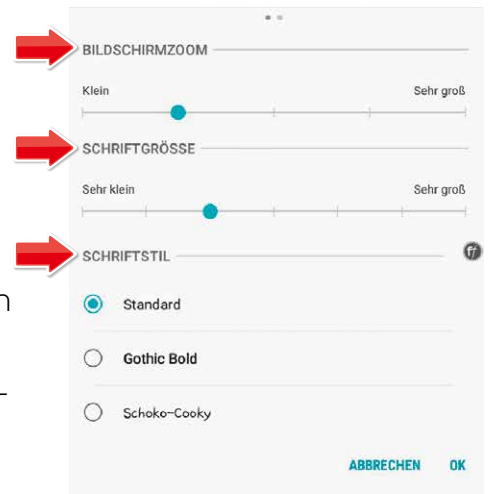 BILDSCHIRMZOOM
Klein Sehr groß
SCHRIFTGRÖSSE
Sehr klein Sehr groß
SCHRIFTSTIL
Standard
Gothic Bold
Schoko-Cooky
ABBRECHEN OK
n
-